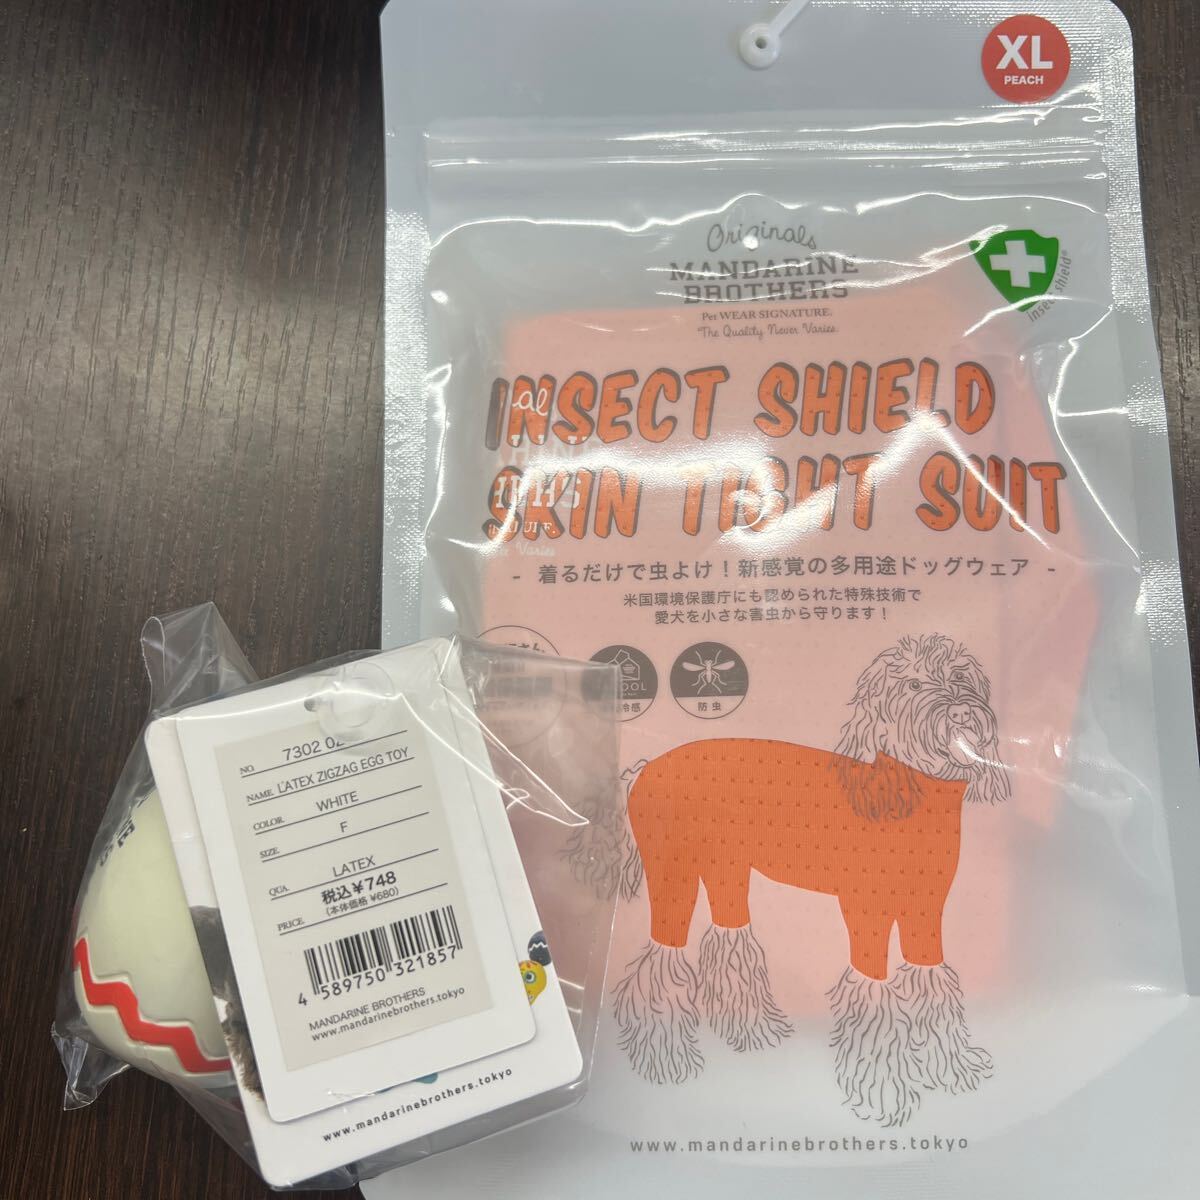 XL
PEACH
Originals
MANDARINE
BROTHERS
Pet WEAR SIGNATURE.
The Quality Never Varies.
insect shield®
INSECT SHIELD
SKIN TIGHT SUIT
- 着るだけで虫よけ！新感覚の多用途ドッグウェア -
米国環境保護庁にも認められた特殊技術で
愛犬を小さな害虫から守ります！
冷感
防虫
www.mandarinebrothers.tokyo
NO. 7302 02
NAME. LATEX ZIGZAG EGG TOY
COLOR. WHITE
SIZE. F
QUA. LATEX
PRICE. 税込¥748
(本体価格 ¥680)
4 589750 321857
MANDARINE BROTHERS
www.mandarinebrothers.tokyo
www.mandarinebrothers.tokyo